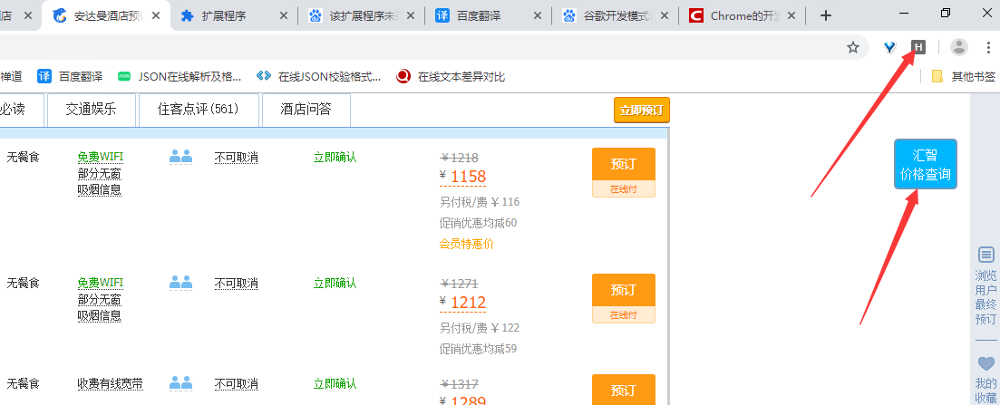 酒店
安达曼酒店预订
扩展程序
该扩展程序未
百度翻译
谷歌开发模式
Chrome的开发
H
禅道
百度翻译
JSON在线解析及格...
在线JSON校验格式...
在线文本差异对比
其他书签
必读
交通娱乐
住客点评(561)
酒店问答
立即预订
无餐食
免费WIFI
部分无窗
吸烟信息
不可取消
立即确认
¥1218
¥ 1158
另付税/费 ¥116
促销优惠均减60
会员特惠价
预订
在线付
汇智
价格查询
无餐食
免费WIFI
部分无窗
吸烟信息
不可取消
立即确认
¥1271
¥ 1212
另付税/费 ¥122
促销优惠均减59
预订
在线付
浏览
用户
最终
预订
无餐食
收费有线宽带
不可取消
立即确认
¥1317
¥ 1289
预订
我的
收藏